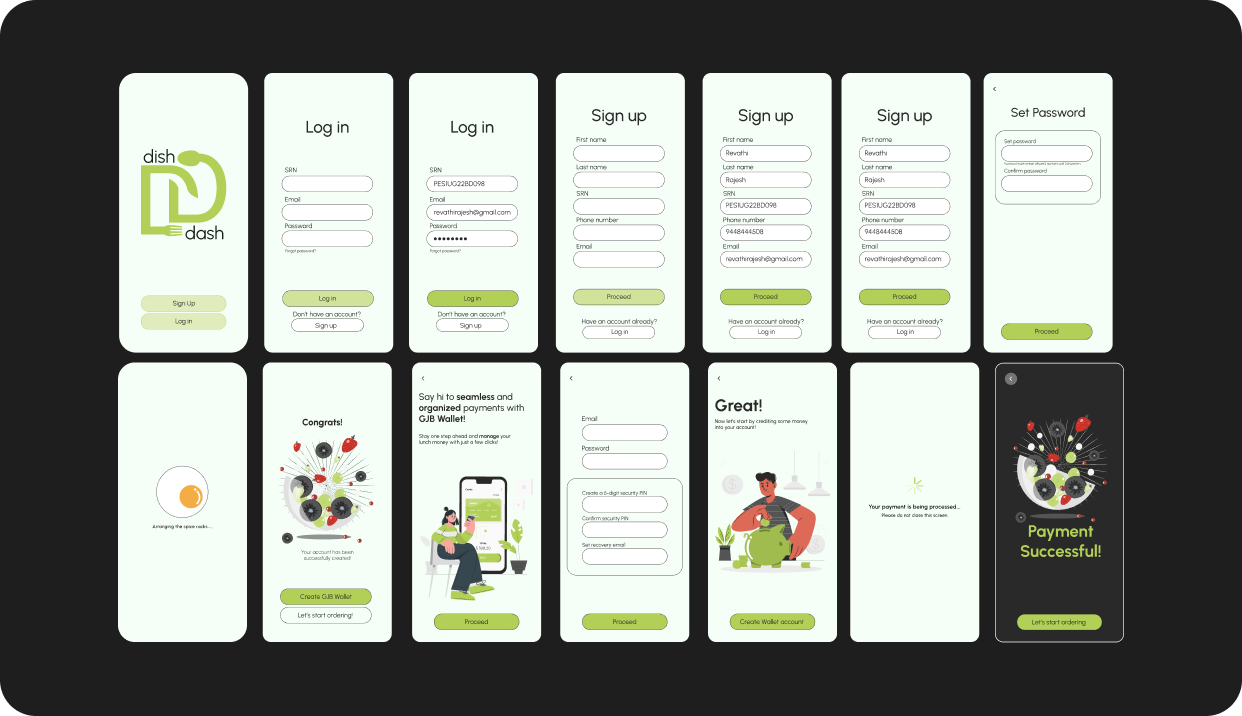 dish
dash
Sign Up
Log in
Log in
SRN
Email
Password
Forgot password?
Log in
Don't have an account?
Sign up
Log in
SRN
PES1UG22BD098
Email
revathirajesh@gmail.com
Password
Forgot password?
Log in
Don't have an account?
Sign up
Sign up
First name
Last name
SRN
Phone number
Email
Proceed
Have an account already?
Log in
Sign up
First name
Revathi
Last name
Rajesh
SRN
PES1UG22BD098
Phone number
9448444508
Email
revathirajesh@gmail.com
Proceed
Have an account already?
Log in
Sign up
First name
Revathi
Last name
Rajesh
SRN
PES1UG22BD098
Phone number
9448444508
Email
revathirajesh@gmail.com
Proceed
Have an account already?
Log in
Set Password
Set password
Confirm password
Proceed
Arranging the spice racks...
Congrats!
Your account has been
successfully created!
Create GJB Wallet
Let's start ordering!
Say hi to seamless and
organized payments with
GJB Wallet!
Stay one step ahead and manage your
lunch money with just a few clicks!
Proceed
Email
Password
Create a 6-digit security PIN
Confirm security PIN
Set recovery email
Proceed
Great!
Now let's start by crediting some money
into your account!
Create Wallet account
Your payment is being processed...
Please do not close this screen.
Payment
Successful!
Let's start ordering